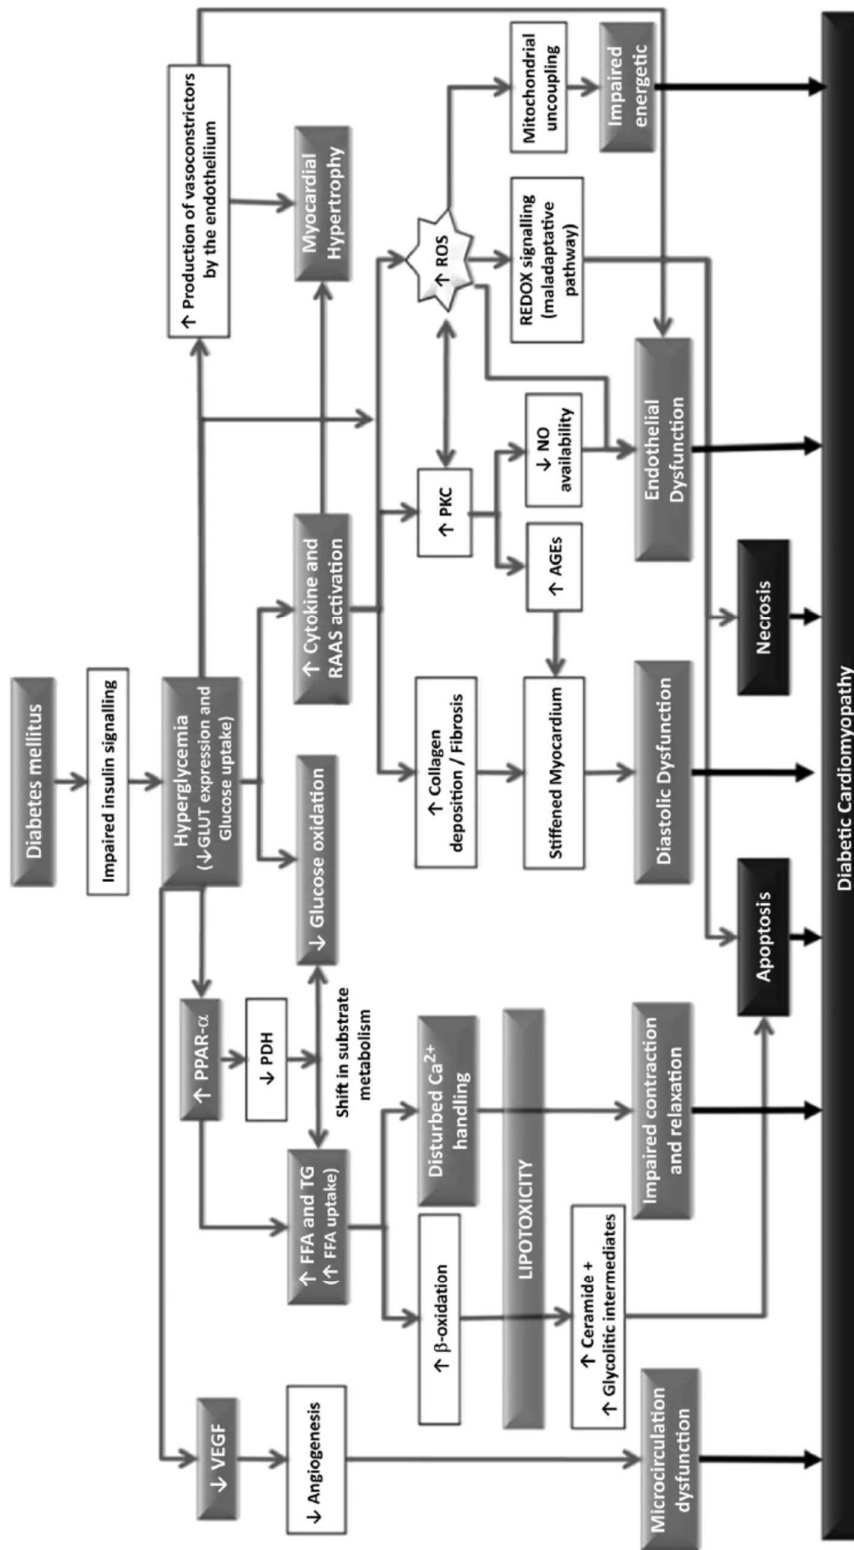 Diabetes mellitus
Impaired insulin signalling
Hyperglycemia
(↓GLUT expression and
Glucose uptake)
↑ Production of vasoconstrictors
by the endotheliium
↑ PPAR-α
↓ VEGF
↓ PDH
↓ Angiogenesis
↑ FFA and TG
(↑ FFA uptake)
Shift in substrate
metabolism
↓ Glucose oxidation
↑ Cytokine and
RAAS activation
Myocardial
Hypertrophy
↑ β-oxidation
Disturbed Ca²⁺
handling
↑ Collagen
deposition / Fibrosis
↑ PKC
↑ ROS
LIPOTOXICITY
Stiffened Myocardium
↑ AGEs
↓ NO
availability
REDOX signalling
(maladaptative
pathway)
Mitochondrial
uncoupling
↑ Ceramide +
↑ Glycolitic intermediates
Microcirculation
dysfunction
Impaired contraction
and relaxation
Diastolic Dysfunction
Endothelial
Dysfunction
Impaired
energetic
Apoptosis
Necrosis
Diabetic Cardiomyopathy